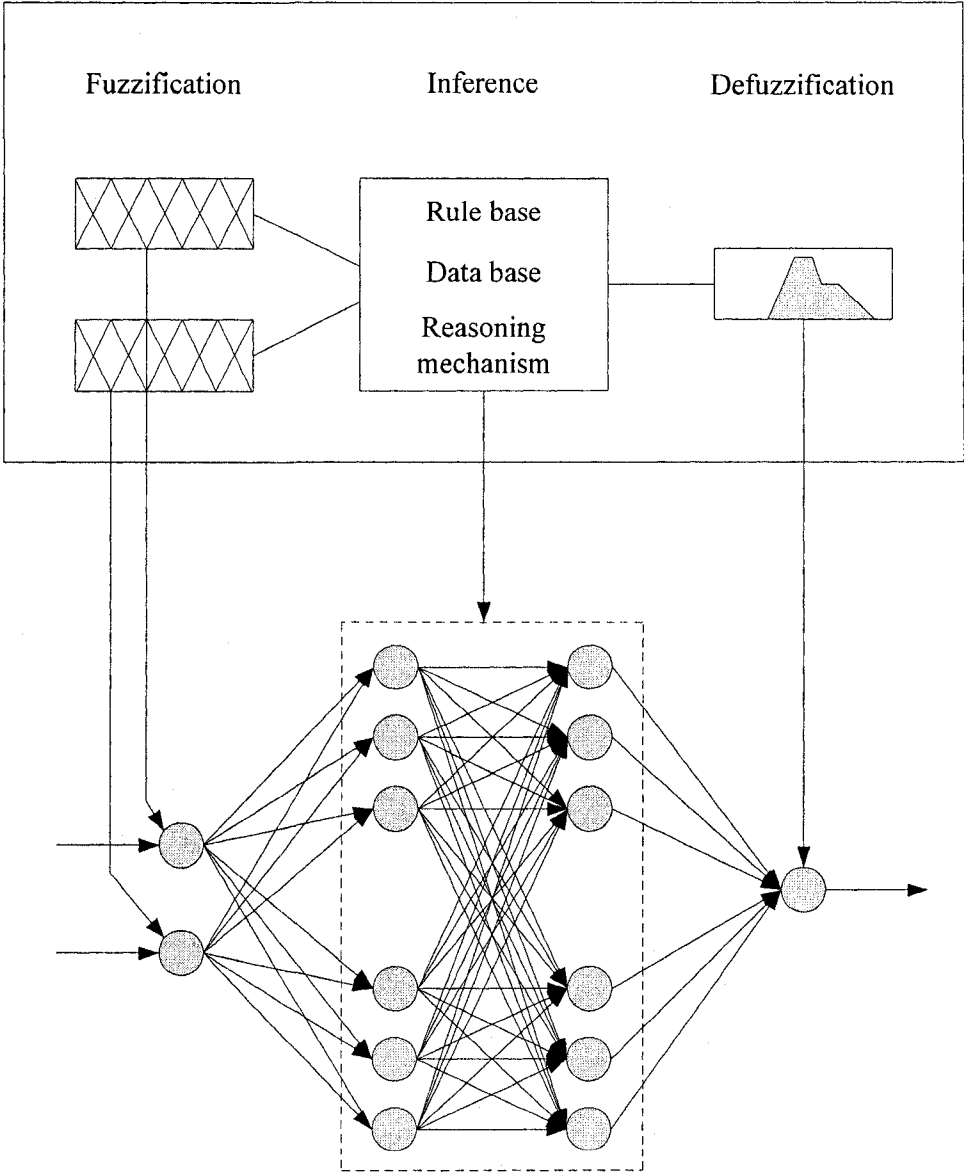 Fuzzification
Inference
Defuzzification
Rule base
Data base
Reasoning
mechanism